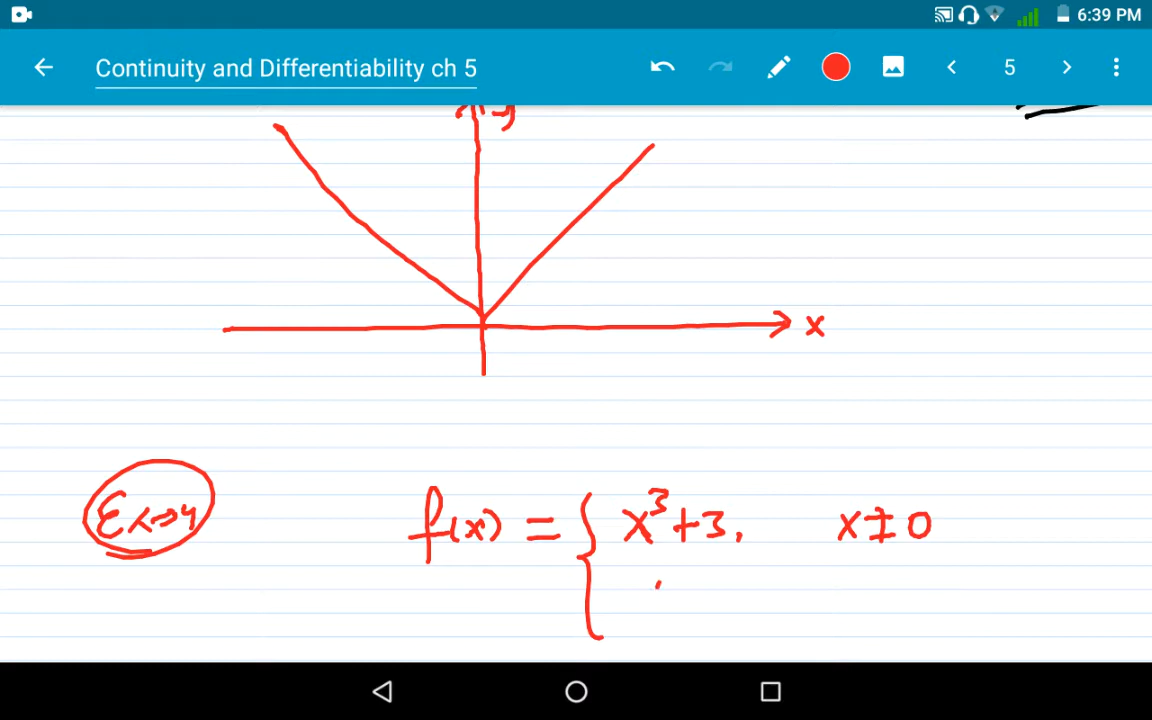 6:39 PM
Continuity and Differentiability ch 5
5
y
x
Ex→4 f(x) = { x³+3, x≠0